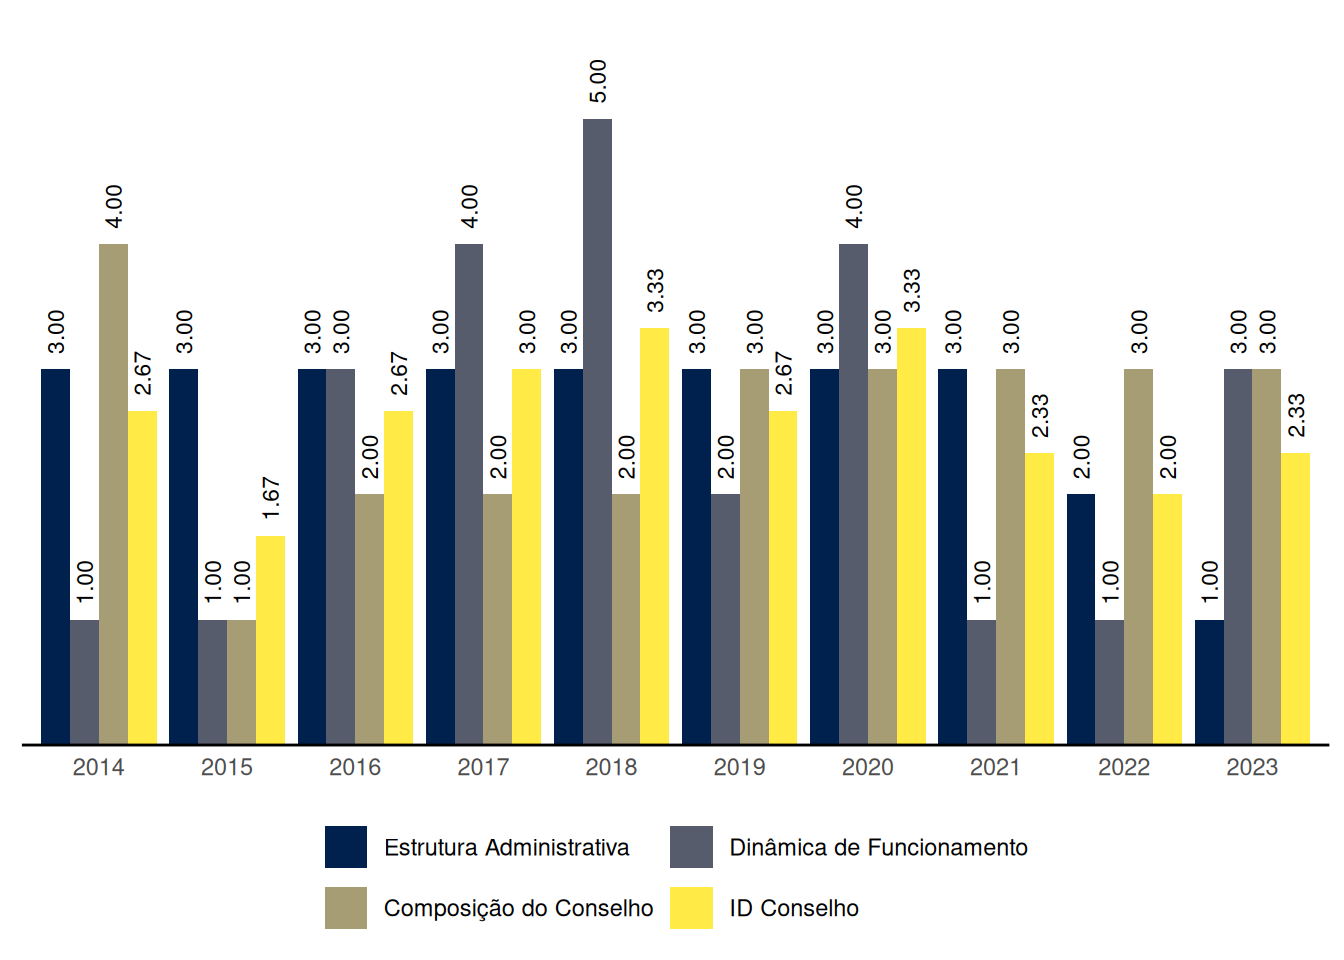 3.00 1.00 4.00 2.67 3.00 1.00 1.00 1.67 3.00 3.00 2.00 2.67 3.00 4.00 2.00 3.00 3.00 5.00 2.00 3.33 3.00 2.00 3.00 2.67 3.00 4.00 3.00 3.33 3.00 1.00 3.00 2.33 2.00 1.00 3.00 2.00 1.00 3.00 3.00 2.33
2014 2015 2016 2017 2018 2019 2020 2021 2022 2023
Estrutura Administrativa Dinâmica de Funcionamento
Composição do Conselho ID Conselho